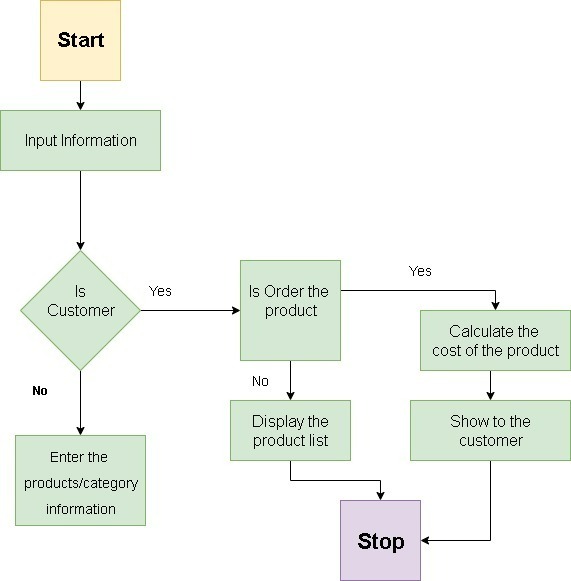 Start
Input Information
Is
Customer
Yes
Is Order the
product
Yes
Calculate the
cost of the product
No
No
Display the
product list
Show to the
customer
Enter the
products/category
information
Stop